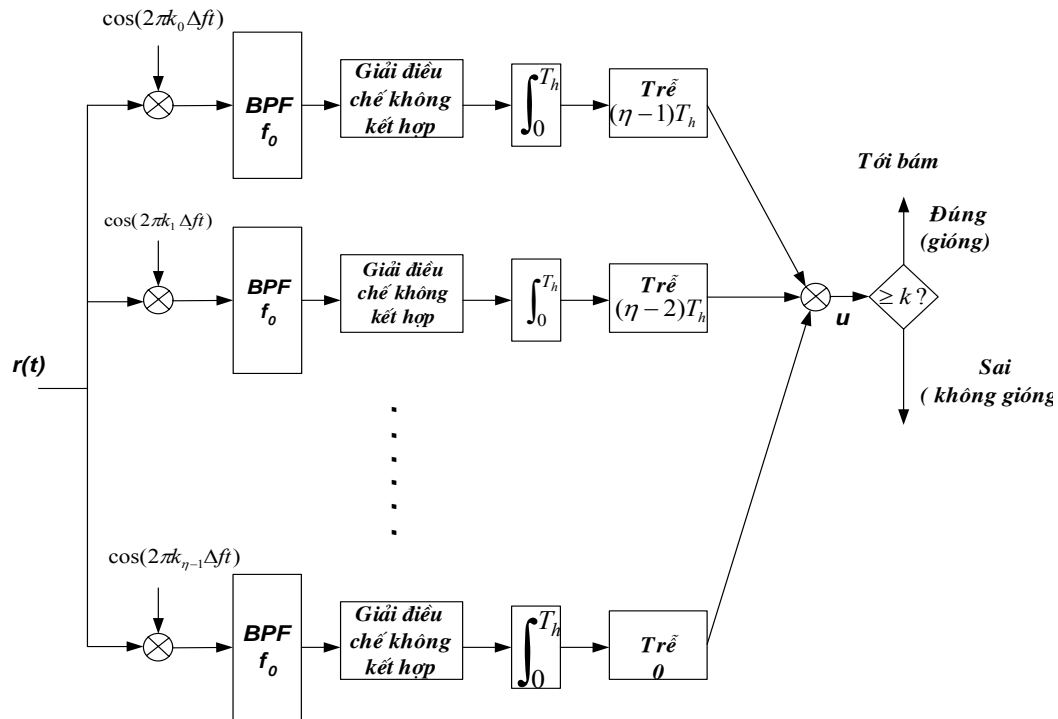 cos(2πk₀Δft)
BPF
f₀
Giải điều
chế không
kết hợp
∫₀^{T_h}
Trễ
(η−1)T_h
Tới bám
Đúng
(gióng)
cos(2πk₁Δft)
BPF
f₀
Giải điều
chế không
kết hợp
∫₀^{T_h}
Trễ
(η−2)T_h
≥ k?
u
r(t)
Sai
( không gióng
cos(2πk_{η−1}Δft)
BPF
f₀
Giải điều
chế không
kết hợp
∫₀^{T_h}
Trễ
0